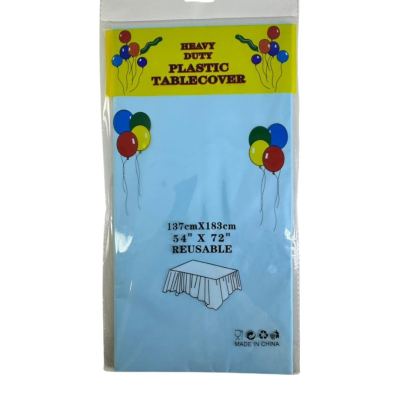 HEAVY
DUTY
PLASTIC
TABLECOVER
137cmX183cm
54" X 72"
REUSABLE
MADE IN CHINA